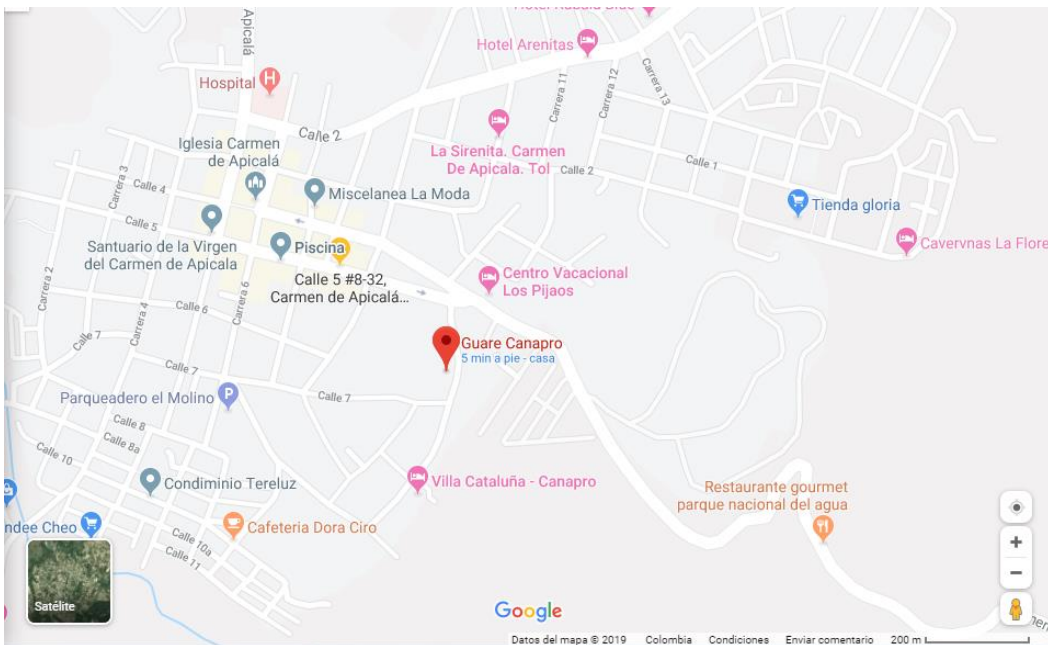 Apicalá
Hotel Arenitas
Hospital
Carrera 11
Carrera 12
Carrera 13
Calle 2
Iglesia Carmen
de Apicalá
La Sirenita. Carmen
De Apicala. Tol
Calle 2
Calle 1
Carrera 3
Calle 4
Miscelanea La Moda
Tienda gloria
Calle 5
Santuario de la Virgen
del Carmen de Apicala
Piscina
Cavervnas La Flore
Calle 5 #8-32,
Carmen de Apicalá...
Centro Vacacional
Los Pijaos
Carrera 2
Carrera 4
Carrera 6
Calle 6
Calle 7
Guare Canapro
5 min a pie - casa
Calle 7
Parqueadero el Molino
P
Calle 7
Calle 8
Calle 8a
Calle 10
Condiminio Tereluz
Villa Cataluña - Canapro
Restaurante gourmet
parque nacional del agua
ndee Cheo
Cafeteria Dora Ciro
Calle 10a
Calle 11
Satélite
Google
Datos del mapa © 2019 Colombia Condiciones Enviar comentario 200 m